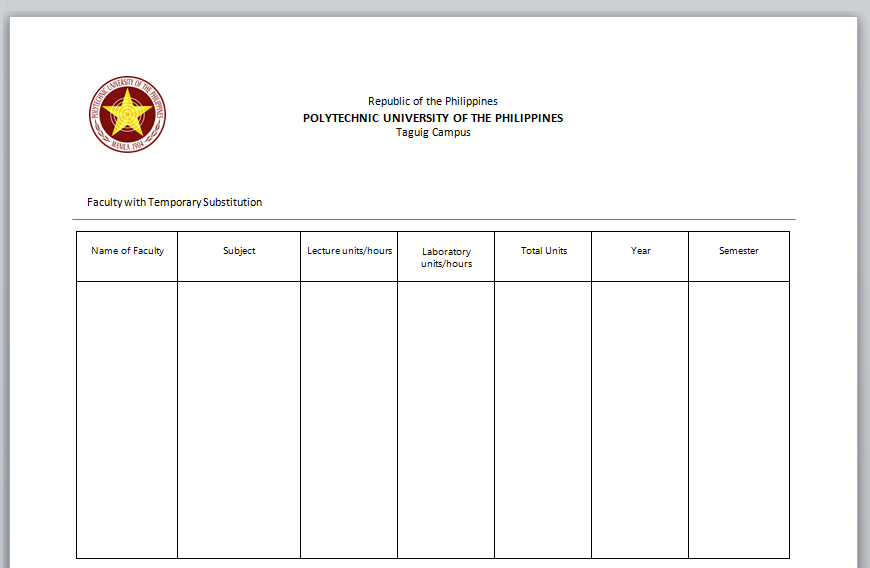 POLYTECHNIC UNIVERSITY OF THE PHILIPPINES
MANILA 1904
Republic of the Philippines
POLYTECHNIC UNIVERSITY OF THE PHILIPPINES
Taguig Campus
Faculty with Temporary Substitution
Name of Faculty
Subject
Lecture units/hours
Laboratory
units/hours
Total Units
Year
Semester